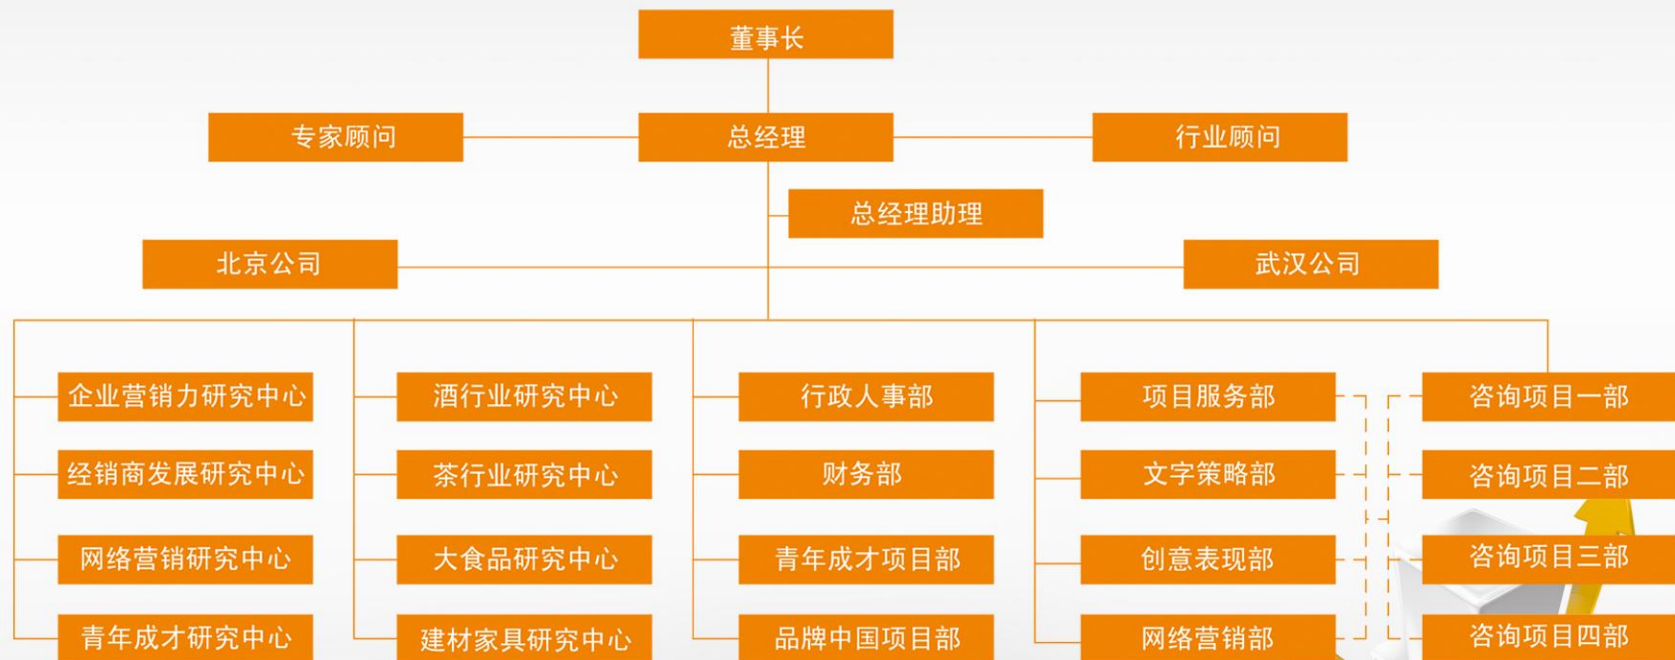 董事长
专家顾问
总经理
行业顾问
总经理助理
北京公司
武汉公司
企业营销力研究中心
酒行业研究中心
行政人事部
项目服务部
咨询项目一部
经销商发展研究中心
茶行业研究中心
财务部
文字策略部
咨询项目二部
网络营销研究中心
大食品研究中心
青年成才项目部
创意表现部
咨询项目三部
青年成才研究中心
建材家具研究中心
品牌中国项目部
网络营销部
咨询项目四部